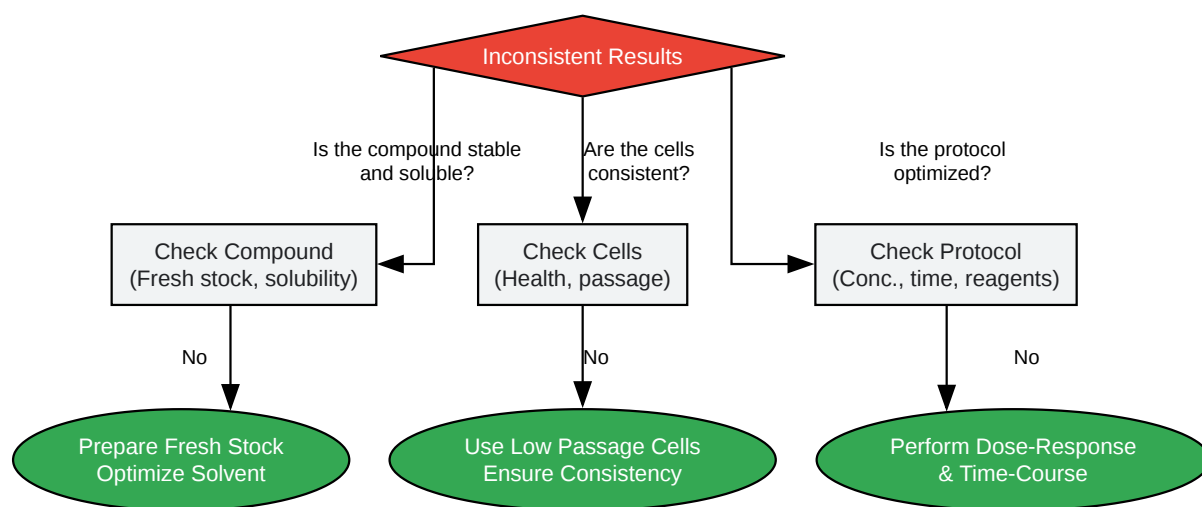 Inconsistent Results
Is the compound stable
and soluble?
Are the cells
consistent?
Is the protocol
optimized?
Check Compound
(Fresh stock, solubility)
Check Cells
(Health, passage)
Check Protocol
(Conc., time, reagents)
No
No
No
Prepare Fresh Stock
Optimize Solvent
Use Low Passage Cells
Ensure Consistency
Perform Dose-Response
& Time-Course